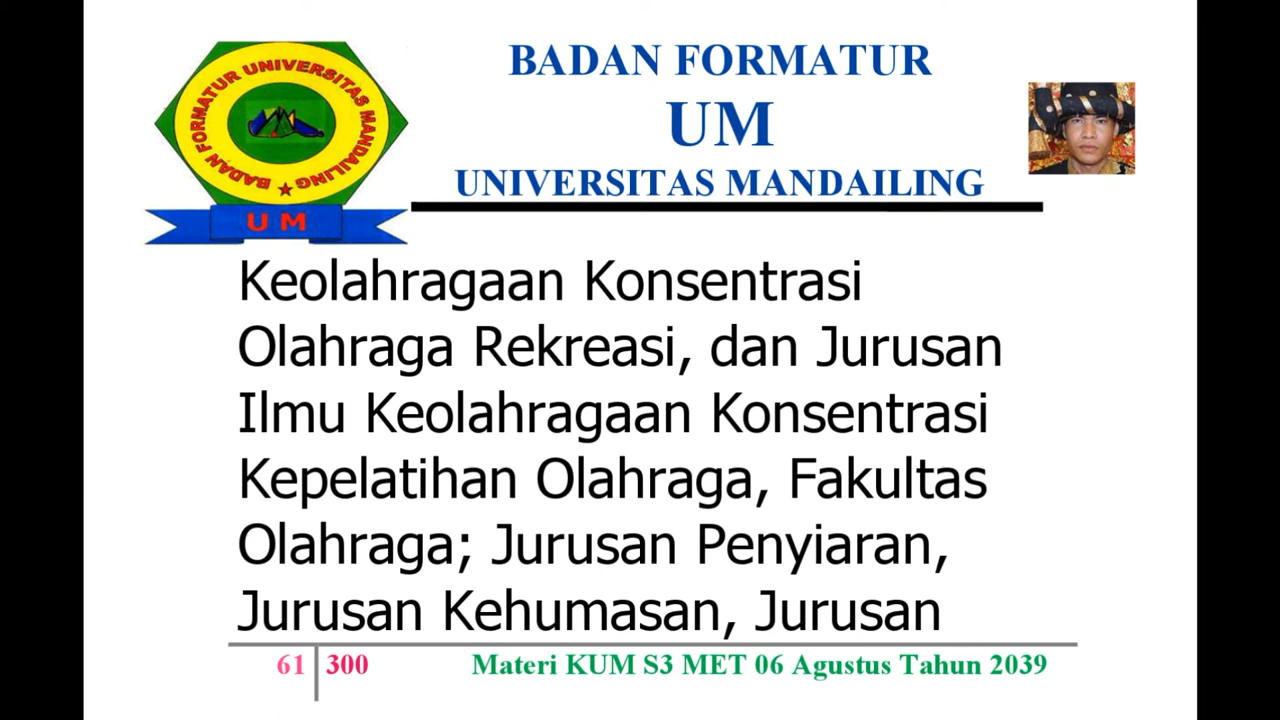 BADAN FORMATUR UNIVERSITAS MANDAILING
U M
BADAN FORMATUR
UM
UNIVERSITAS MANDAILING
Keolahragaan Konsentrasi
Olahraga Rekreasi, dan Jurusan
Ilmu Keolahragaan Konsentrasi
Kepelatihan Olahraga, Fakultas
Olahraga; Jurusan Penyiaran,
Jurusan Kehumasan, Jurusan
61 300 Materi KUM S3 MET 06 Agustus Tahun 2039